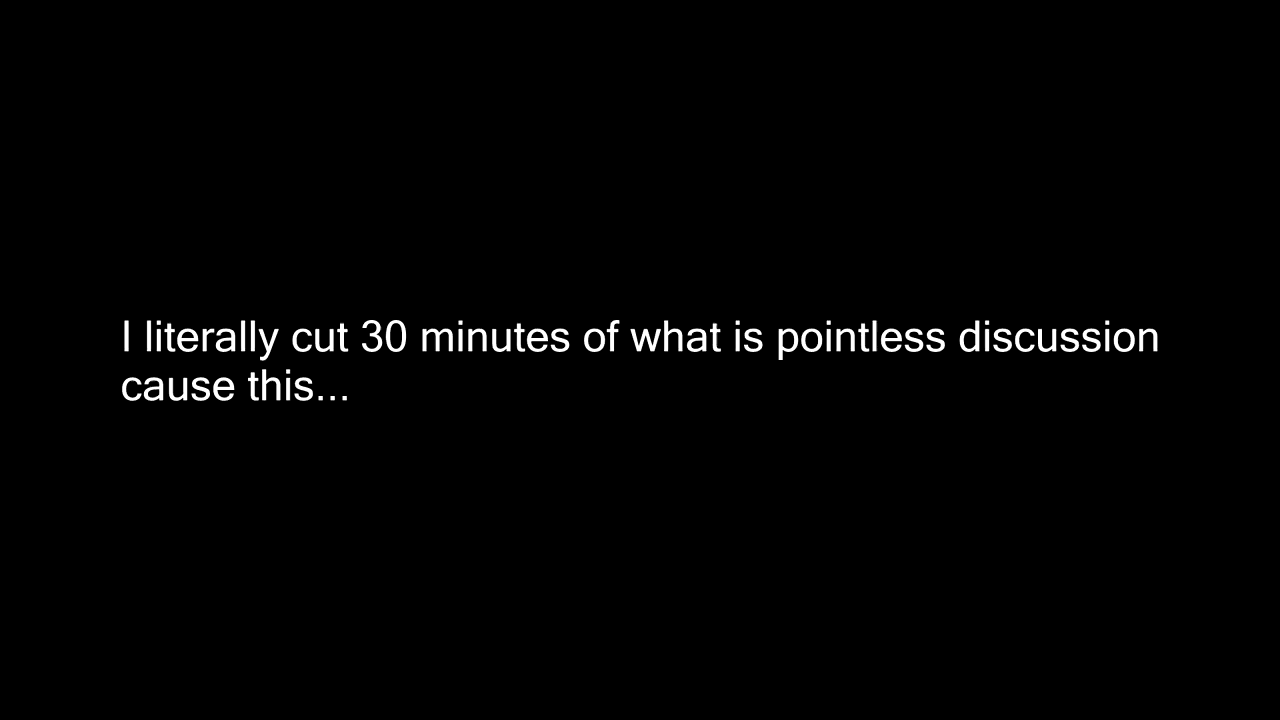 I literally cut 30 minutes of what is pointless discussion
cause this...